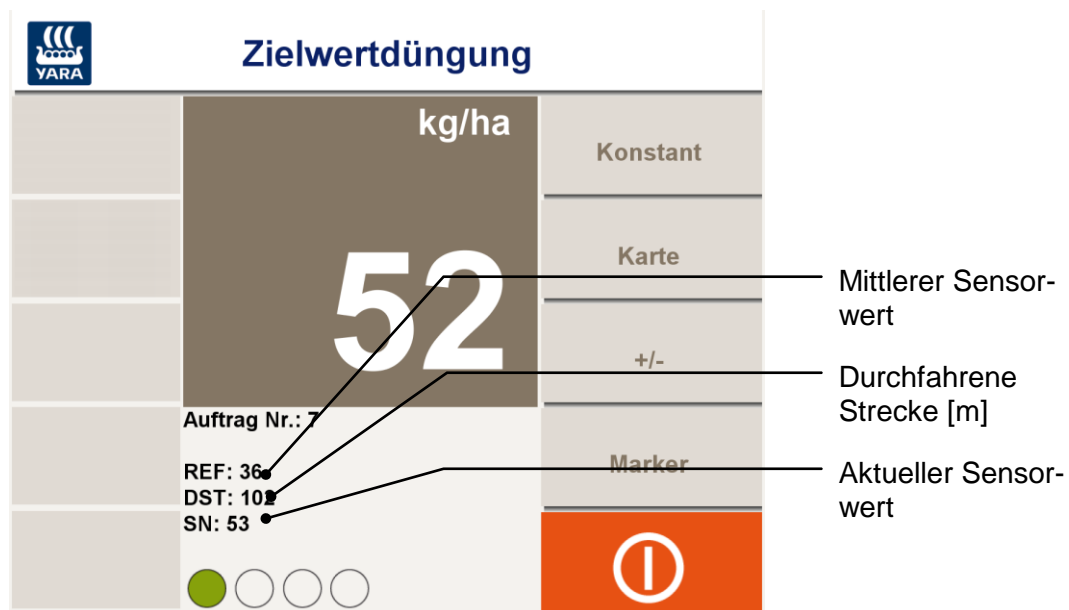 YARA
Zielwertdüngung
kg/ha
52
Konstant
Karte
+/-
Marker
Auftrag Nr.: 7
REF: 36
DST: 102
SN: 53
Mittlerer Sensor-
wert
Durchfahrene
Strecke [m]
Aktueller Sensor-
wert